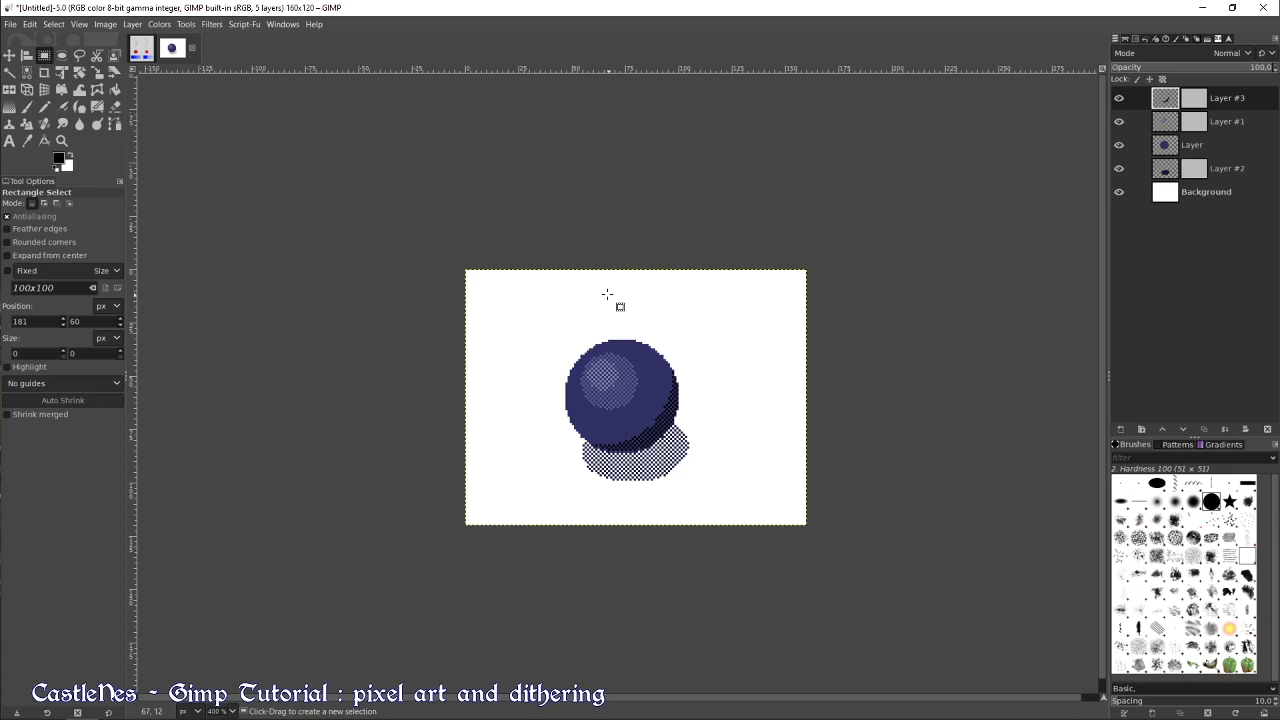 *[Untitled]-5.0 (RGB color 8-bit gamma integer, GIMP built-in sRGB, 5 layers) 160x120 – GIMP
File Edit Select View Image Layer Colors Tools Filters Script-Fu Windows Help
Tool Options
Rectangle Select
Mode:
Antialiasing
Feather edges
Rounded corners
Expand from center
Fixed Size
100x100
Position: px
181 60
Size: px
0 0
Highlight
No guides
Auto Shrink
Shrink merged
Mode Normal
Opacity 100,0
Lock:
Layer #3
Layer #1
Layer
Layer #2
Background
Brushes Patterns Gradients
filter
2. Hardness 100 (51 × 51)
Basic,
Spacing 10,0
CastleNes - Gimp Tutorial : pixel art and dithering
67, 12 px 400 % Click-Drag to create a new selection